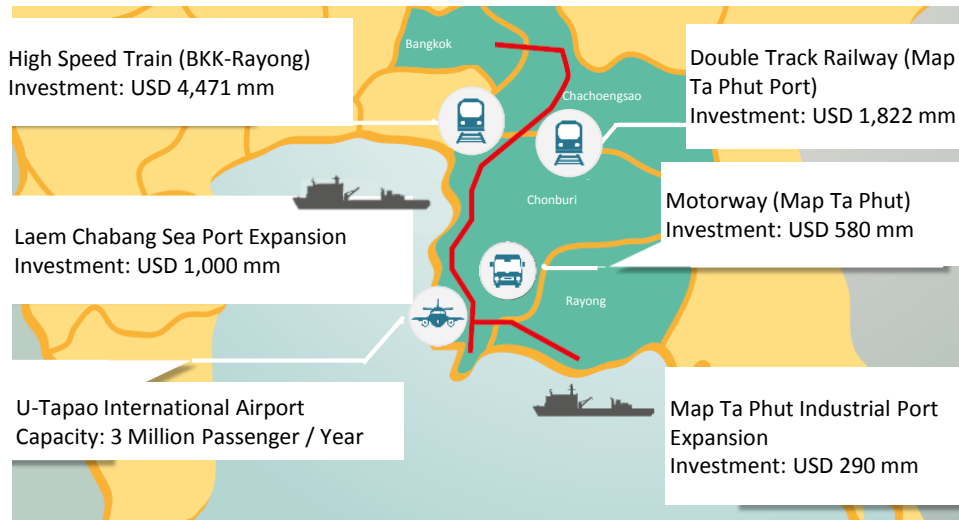 High Speed Train (BKK-Rayong)
Investment: USD 4,471 mm
Bangkok
Chachoengsao
Double Track Railway (Map
Ta Phut Port)
Investment: USD 1,822 mm
Chonburi
Motorway (Map Ta Phut)
Investment: USD 580 mm
Laem Chabang Sea Port Expansion
Investment: USD 1,000 mm
Rayong
U-Tapao International Airport
Capacity: 3 Million Passenger / Year
Map Ta Phut Industrial Port
Expansion
Investment: USD 290 mm